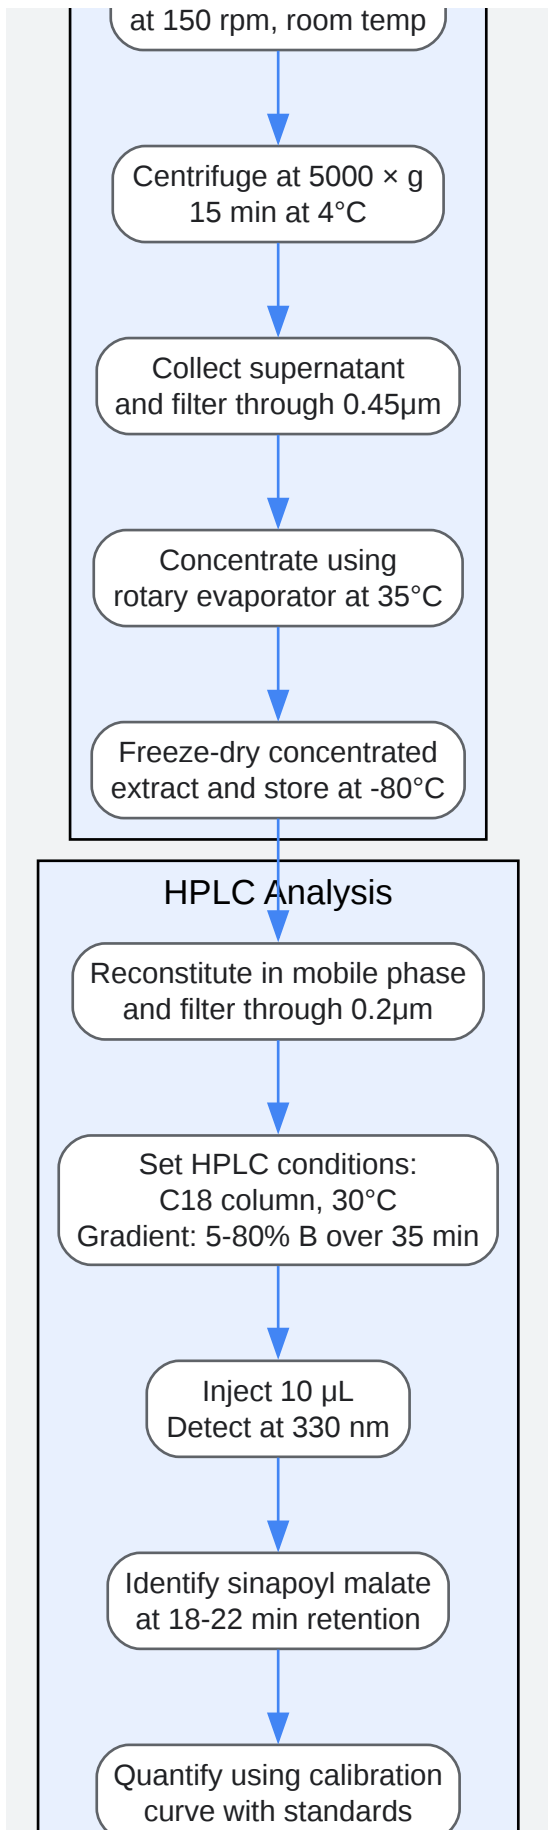 at 150 rpm, room temp
Centrifuge at 5000 × g
15 min at 4°C
Collect supernatant
and filter through 0.45μm
Concentrate using
rotary evaporator at 35°C
Freeze-dry concentrated
extract and store at -80°C
HPLC Analysis
Reconstitute in mobile phase
and filter through 0.2μm
Set HPLC conditions:
C18 column, 30°C
Gradient: 5-80% B over 35 min
Inject 10 μL
Detect at 330 nm
Identify sinapoyl malate
at 18-22 min retention
Quantify using calibration
curve with standards